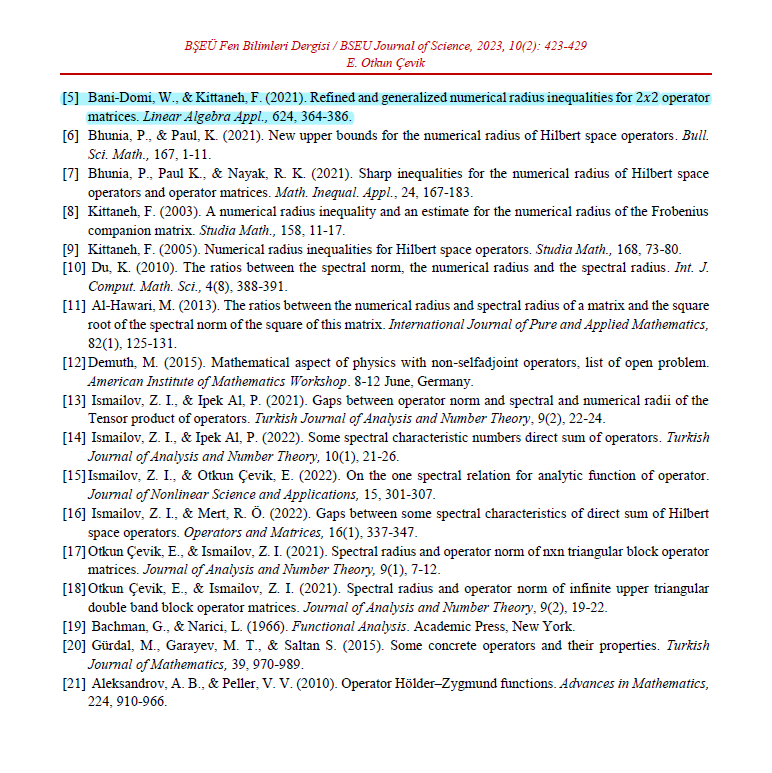 BŞEÜ Fen Bilimleri Dergisi / BSEU Journal of Science, 2023, 10(2): 423-429
E. Otkun Çevik
[5] Bani-Domi, W., & Kittaneh, F. (2021). Refined and generalized numerical radius inequalities for 2x2 operator
matrices. Linear Algebra Appl., 624, 364-386.
[6] Bhunia, P., & Paul, K. (2021). New upper bounds for the numerical radius of Hilbert space operators. Bull.
Sci. Math., 167, 1-11.
[7] Bhunia, P., Paul K., & Nayak, R. K. (2021). Sharp inequalities for the numerical radius of Hilbert space
operators and operator matrices. Math. Inequal. Appl., 24, 167-183.
[8] Kittaneh, F. (2003). A numerical radius inequality and an estimate for the numerical radius of the Frobenius
companion matrix. Studia Math., 158, 11-17.
[9] Kittaneh, F. (2005). Numerical radius inequalities for Hilbert space operators. Studia Math., 168, 73-80.
[10] Du, K. (2010). The ratios between the spectral norm, the numerical radius and the spectral radius. Int. J.
Comput. Math. Sci., 4(8), 388-391.
[11] Al-Hawari, M. (2013). The ratios between the numerical radius and spectral radius of a matrix and the square
root of the spectral norm of the square of this matrix. International Journal of Pure and Applied Mathematics,
82(1), 125-131.
[12] Demuth, M. (2015). Mathematical aspect of physics with non-selfadjoint operators, list of open problem.
American Institute of Mathematics Workshop. 8-12 June, Germany.
[13] Ismailov, Z. I., & Ipek Al, P. (2021). Gaps between operator norm and spectral and numerical radii of the
Tensor product of operators. Turkish Journal of Analysis and Number Theory, 9(2), 22-24.
[14] Ismailov, Z. I., & Ipek Al, P. (2022). Some spectral characteristic numbers direct sum of operators. Turkish
Journal of Analysis and Number Theory, 10(1), 21-26.
[15] Ismailov, Z. I., & Otkun Çevik, E. (2022). On the one spectral relation for analytic function of operator.
Journal of Nonlinear Science and Applications, 15, 301-307.
[16] Ismailov, Z. I., & Mert, R. Ö. (2022). Gaps between some spectral characteristics of direct sum of Hilbert
space operators. Operators and Matrices, 16(1), 337-347.
[17] Otkun Çevik, E., & Ismailov, Z. I. (2021). Spectral radius and operator norm of nxn triangular block operator
matrices. Journal of Analysis and Number Theory, 9(1), 7-12.
[18] Otkun Çevik, E., & Ismailov, Z. I. (2021). Spectral radius and operator norm of infinite upper triangular
double band block operator matrices. Journal of Analysis and Number Theory, 9(2), 19-22.
[19] Bachman, G., & Narici, L. (1966). Functional Analysis. Academic Press, New York.
[20] Gürdal, M., Garayev, M. T., & Saltan S. (2015). Some concrete operators and their properties. Turkish
Journal of Mathematics, 39, 970-989.
[21] Aleksandrov, A. B., & Peller, V. V. (2010). Operator Hölder–Zygmund functions. Advances in Mathematics,
224, 910-966.